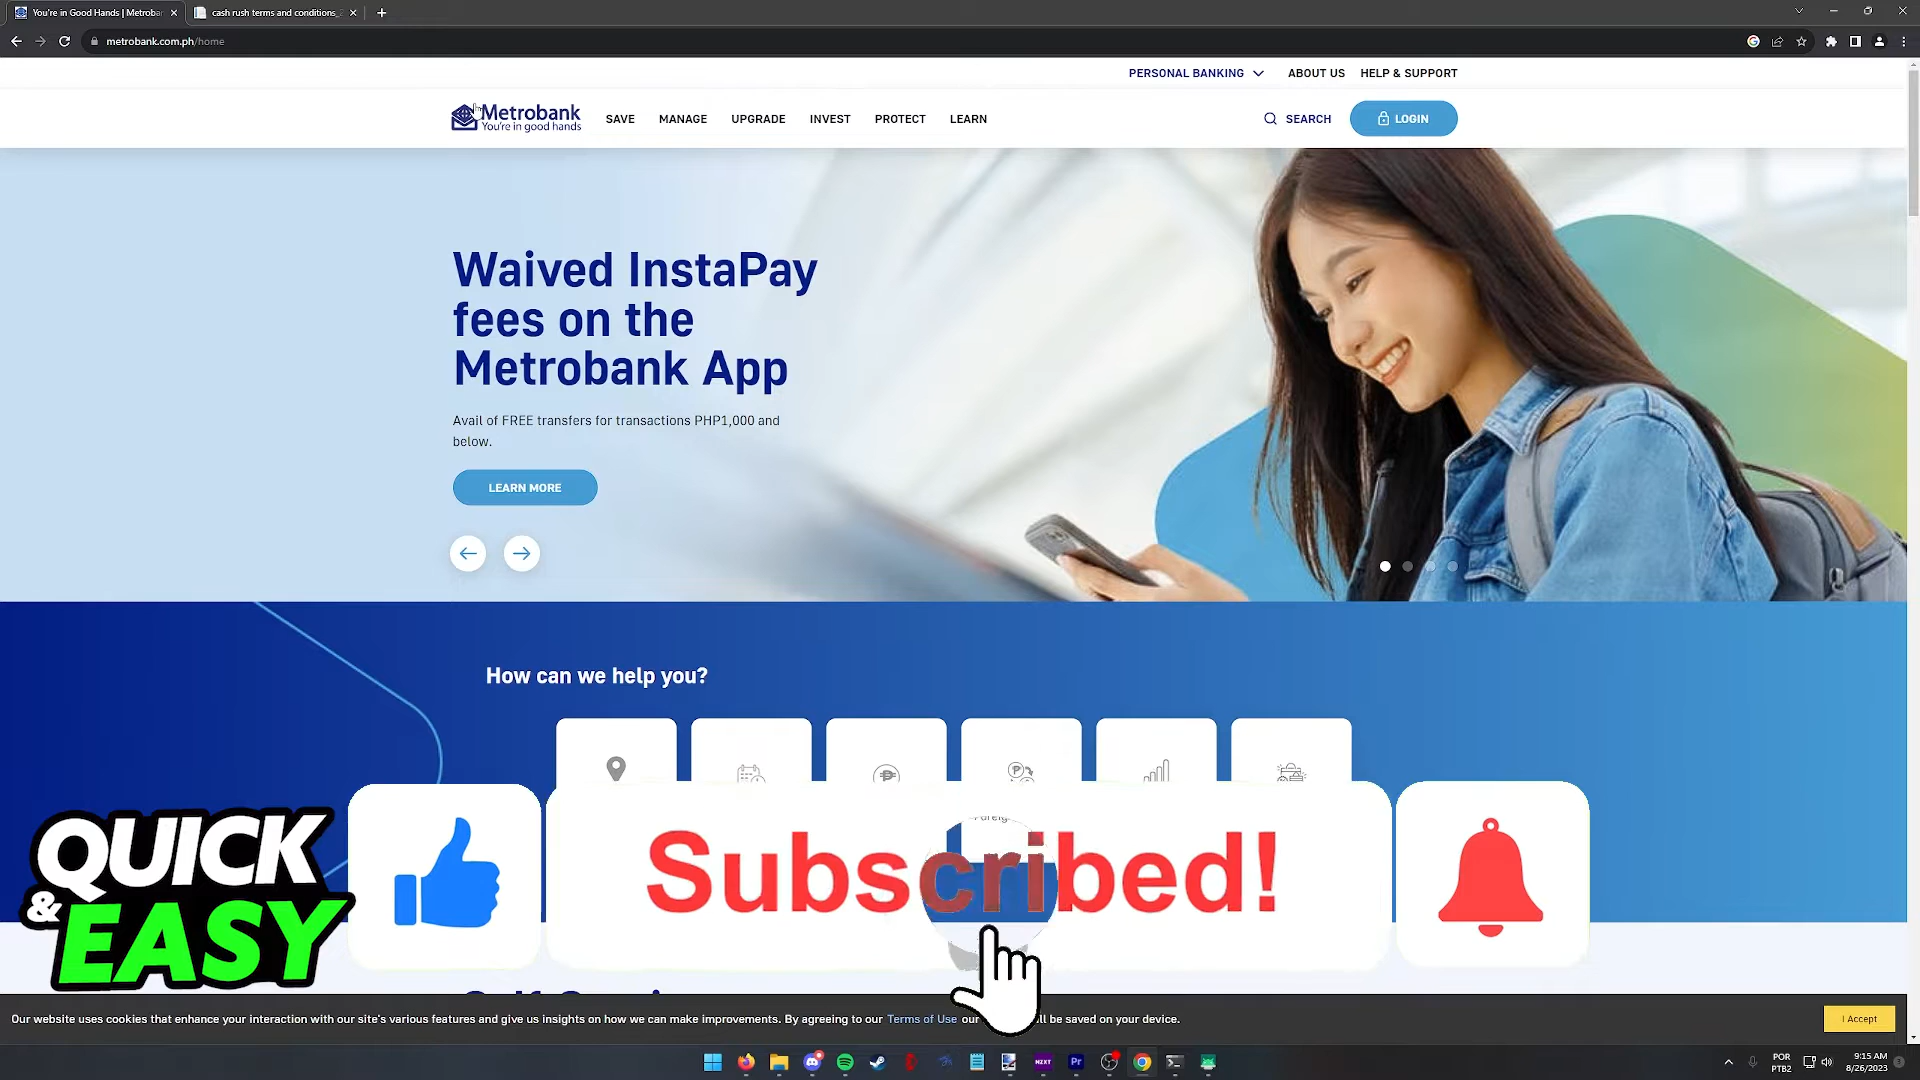 You're in Good Hands | Metroban
cash rush terms and conditions_
metrobank.com.ph/home
PERSONAL BANKING
ABOUT US
HELP & SUPPORT
Metrobank
You're in good hands
SAVE
MANAGE
UPGRADE
INVEST
PROTECT
LEARN
SEARCH
LOGIN
Waived InstaPay
fees on the
Metrobank App
Avail of FREE transfers for transactions PHP1,000 and
below.
LEARN MORE
How can we help you?
QUICK
& EASY
Subscribed!
Our website uses cookies that enhance your interaction with our site's various features and give us insights on how we can make improvements. By agreeing to our Terms of Use our ll be saved on your device.
I Accept
NZXT
Pr
POR
PTB2
9:15 AM
8/26/2023